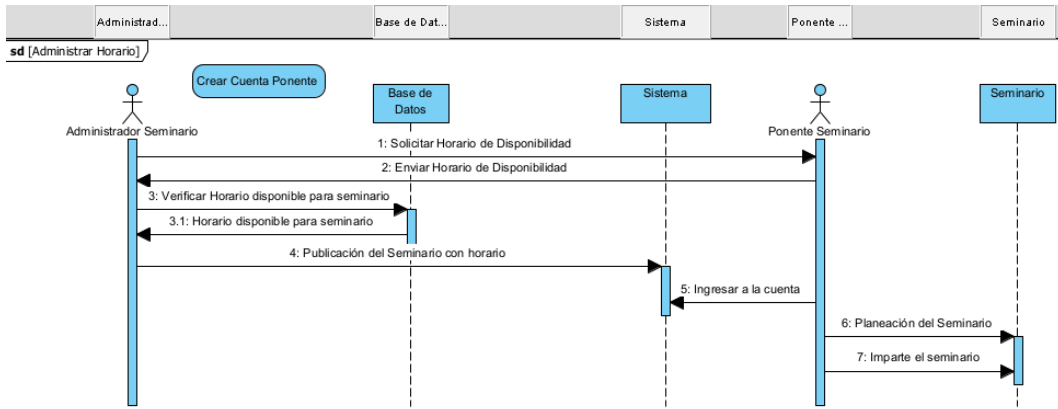 Administrad...
Base de Dat...
Sistema
Ponente ...
Seminario
sd [Administrar Horario]
Crear Cuenta Ponente
Base de
Datos
Sistema
Seminario
Administrador Seminario
Ponente Seminario
1: Solicitar Horario de Disponibilidad
2: Enviar Horario de Disponibilidad
3: Verificar Horario disponible para seminario
3.1: Horario disponible para seminario
4: Publicación del Seminario con horario
5: Ingresar a la cuenta
6: Planeación del Seminario
7: Imparte el seminario